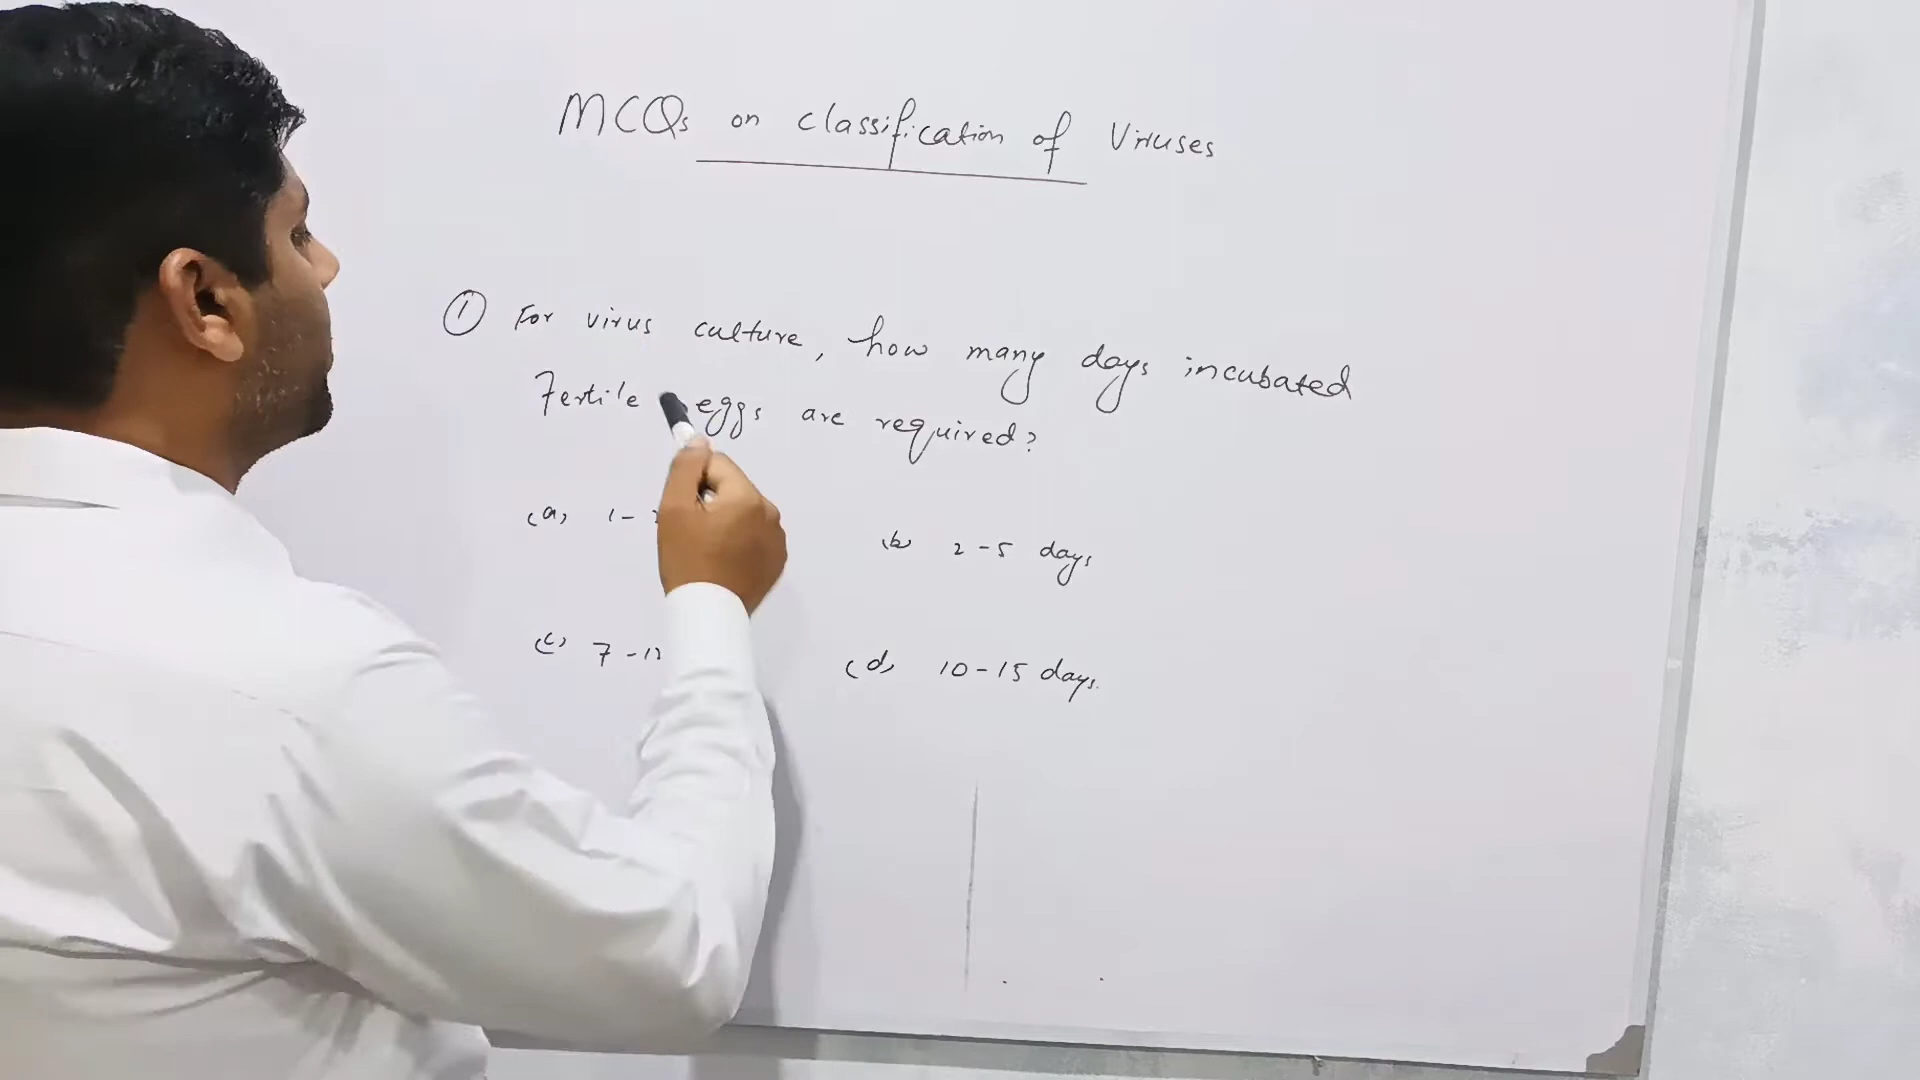 MCQs on classification of Viruses
① For virus culture, how many days incubated
Fertile eggs are required?
(a) 1-
(b) 2-5 days
(c) 7-12
(d) 10-15 days.